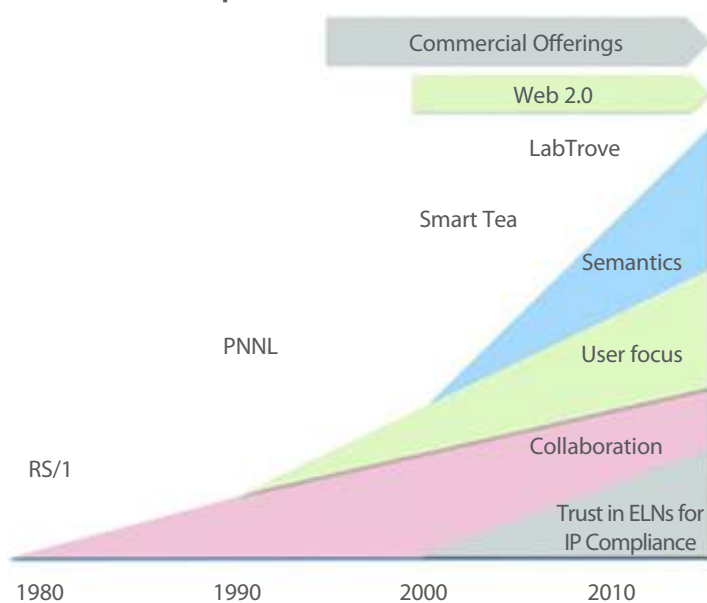 Commercial Offerings
Web 2.0
LabTrove
Smart Tea
Semantics
PNNL
User focus
Collaboration
RS/1
Trust in ELNs for
IP Compliance
1980 1990 2000 2010